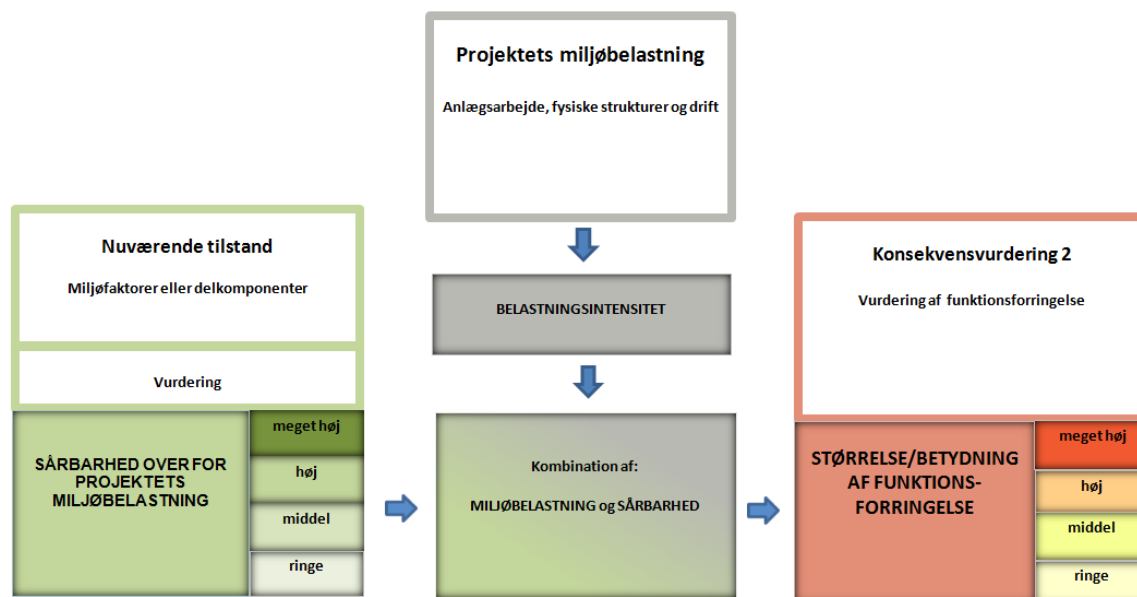 Projektets miljøbelastning
Anlægsarbejde, fysiske strukturer og drift
Nuværende tilstand
Miljøfaktorer eller delkomponenter
Vurdering
SÅRBARHED OVER FOR
PROJEKTETS
MILJØBELASTNING
meget høj
høj
middel
ringe
BELASTNINGSINTENSITET
Kombination af:
MILJØBELASTNING og SÅRBARHED
Konsekvensvurdering 2
Vurdering af funktionsforringelse
STØRRELSE/BETYDNING
AF FUNKTIONS-
FORRINGELSE
meget høj
høj
middel
ringe